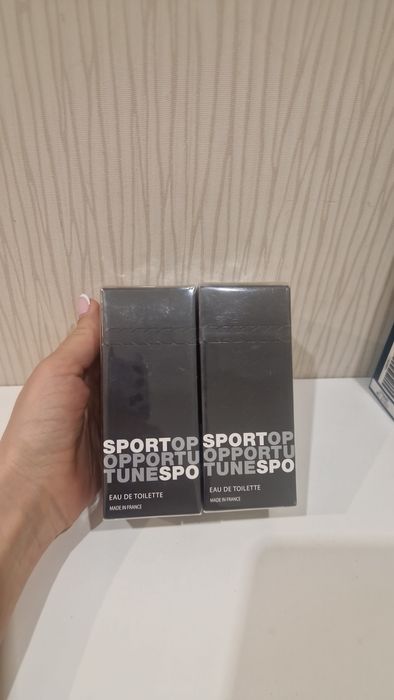 SPORTOP
OPPORTU
TUNESPO
EAU DE TOILETTE
MADE IN FRANCE
SPORTOP
OPPORTU
TUNESPO
EAU DE TOILETTE
MADE IN FRANCE